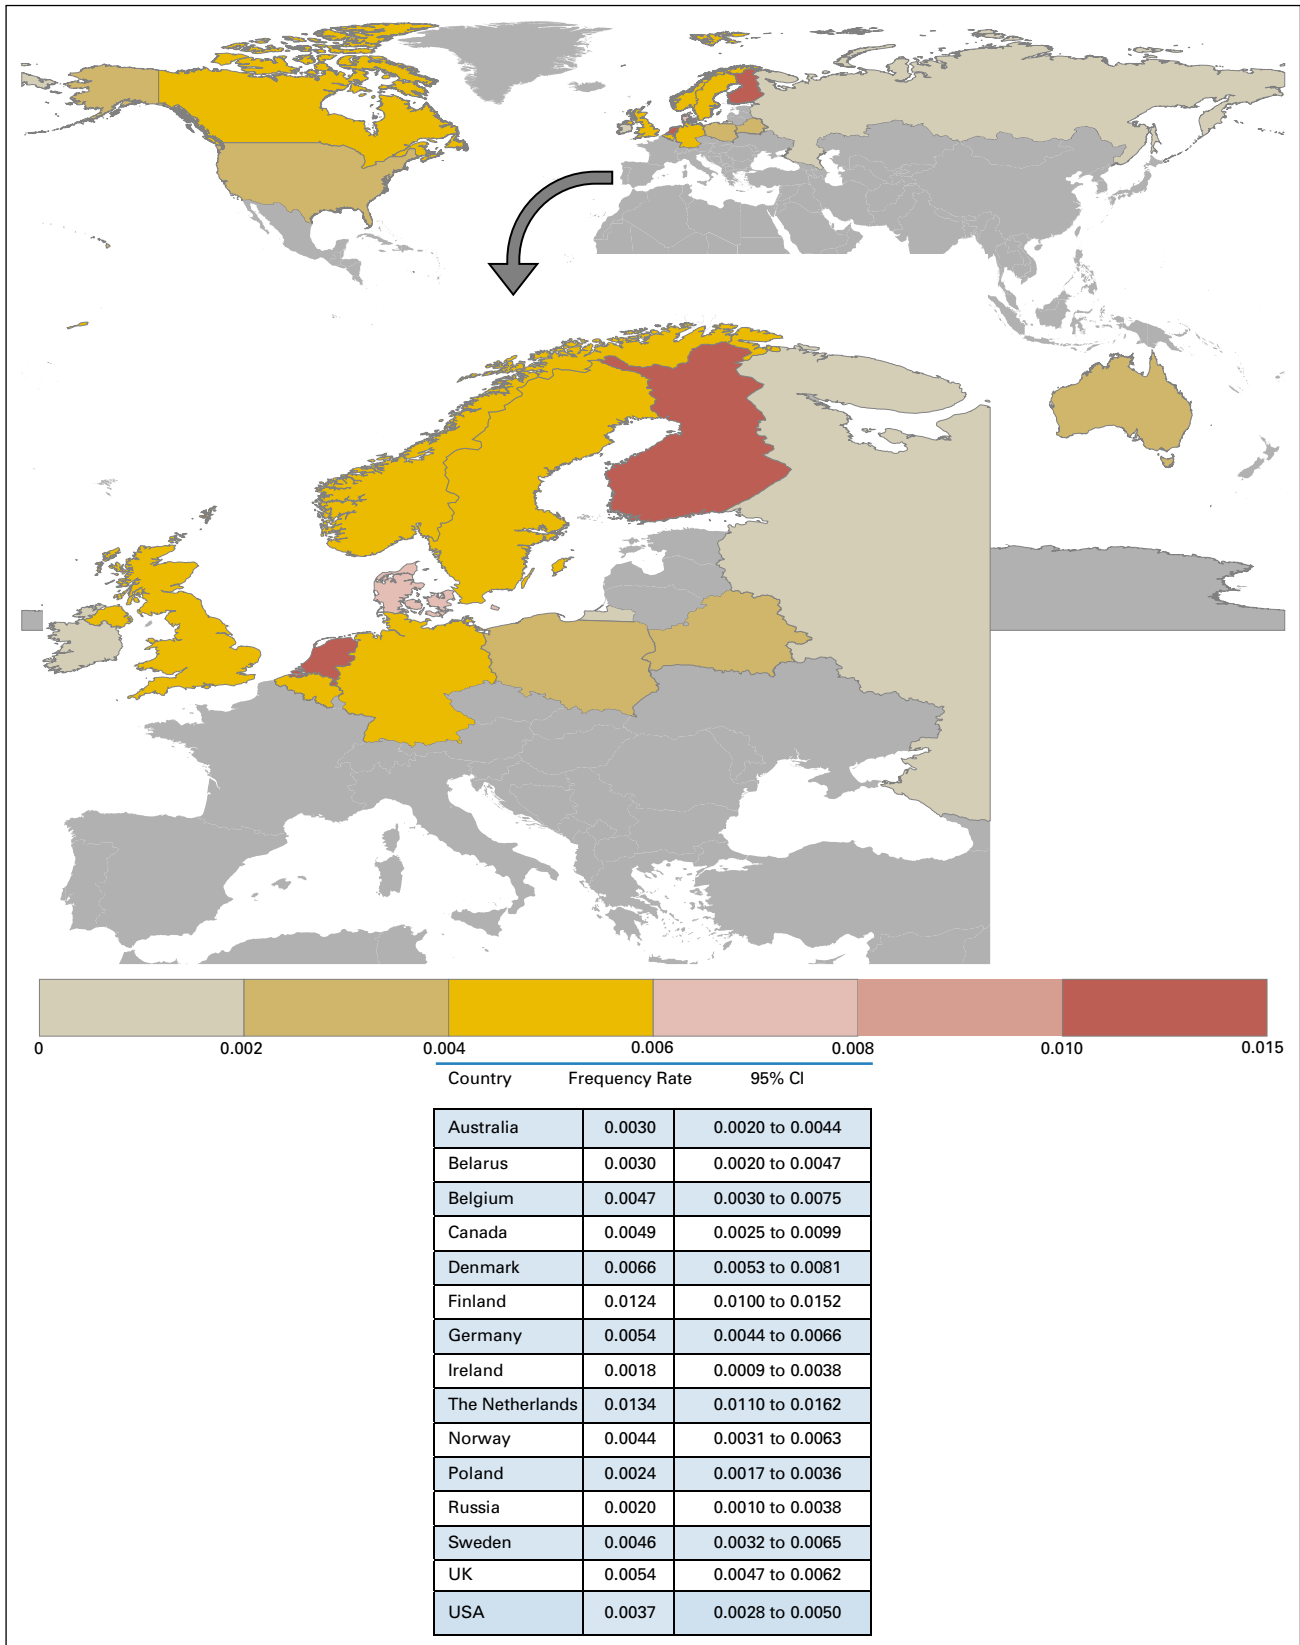 0 0.002 0.004 0.006 0.008 0.010 0.015
Country Frequency Rate 95% CI
Australia 0.0030 0.0020 to 0.0044
Belarus 0.0030 0.0020 to 0.0047
Belgium 0.0047 0.0030 to 0.0075
Canada 0.0049 0.0025 to 0.0099
Denmark 0.0066 0.0053 to 0.0081
Finland 0.0124 0.0100 to 0.0152
Germany 0.0054 0.0044 to 0.0066
Ireland 0.0018 0.0009 to 0.0038
The Netherlands 0.0134 0.0110 to 0.0162
Norway 0.0044 0.0031 to 0.0063
Poland 0.0024 0.0017 to 0.0036
Russia 0.0020 0.0010 to 0.0038
Sweden 0.0046 0.0032 to 0.0065
UK 0.0054 0.0047 to 0.0062
USA 0.0037 0.0028 to 0.0050